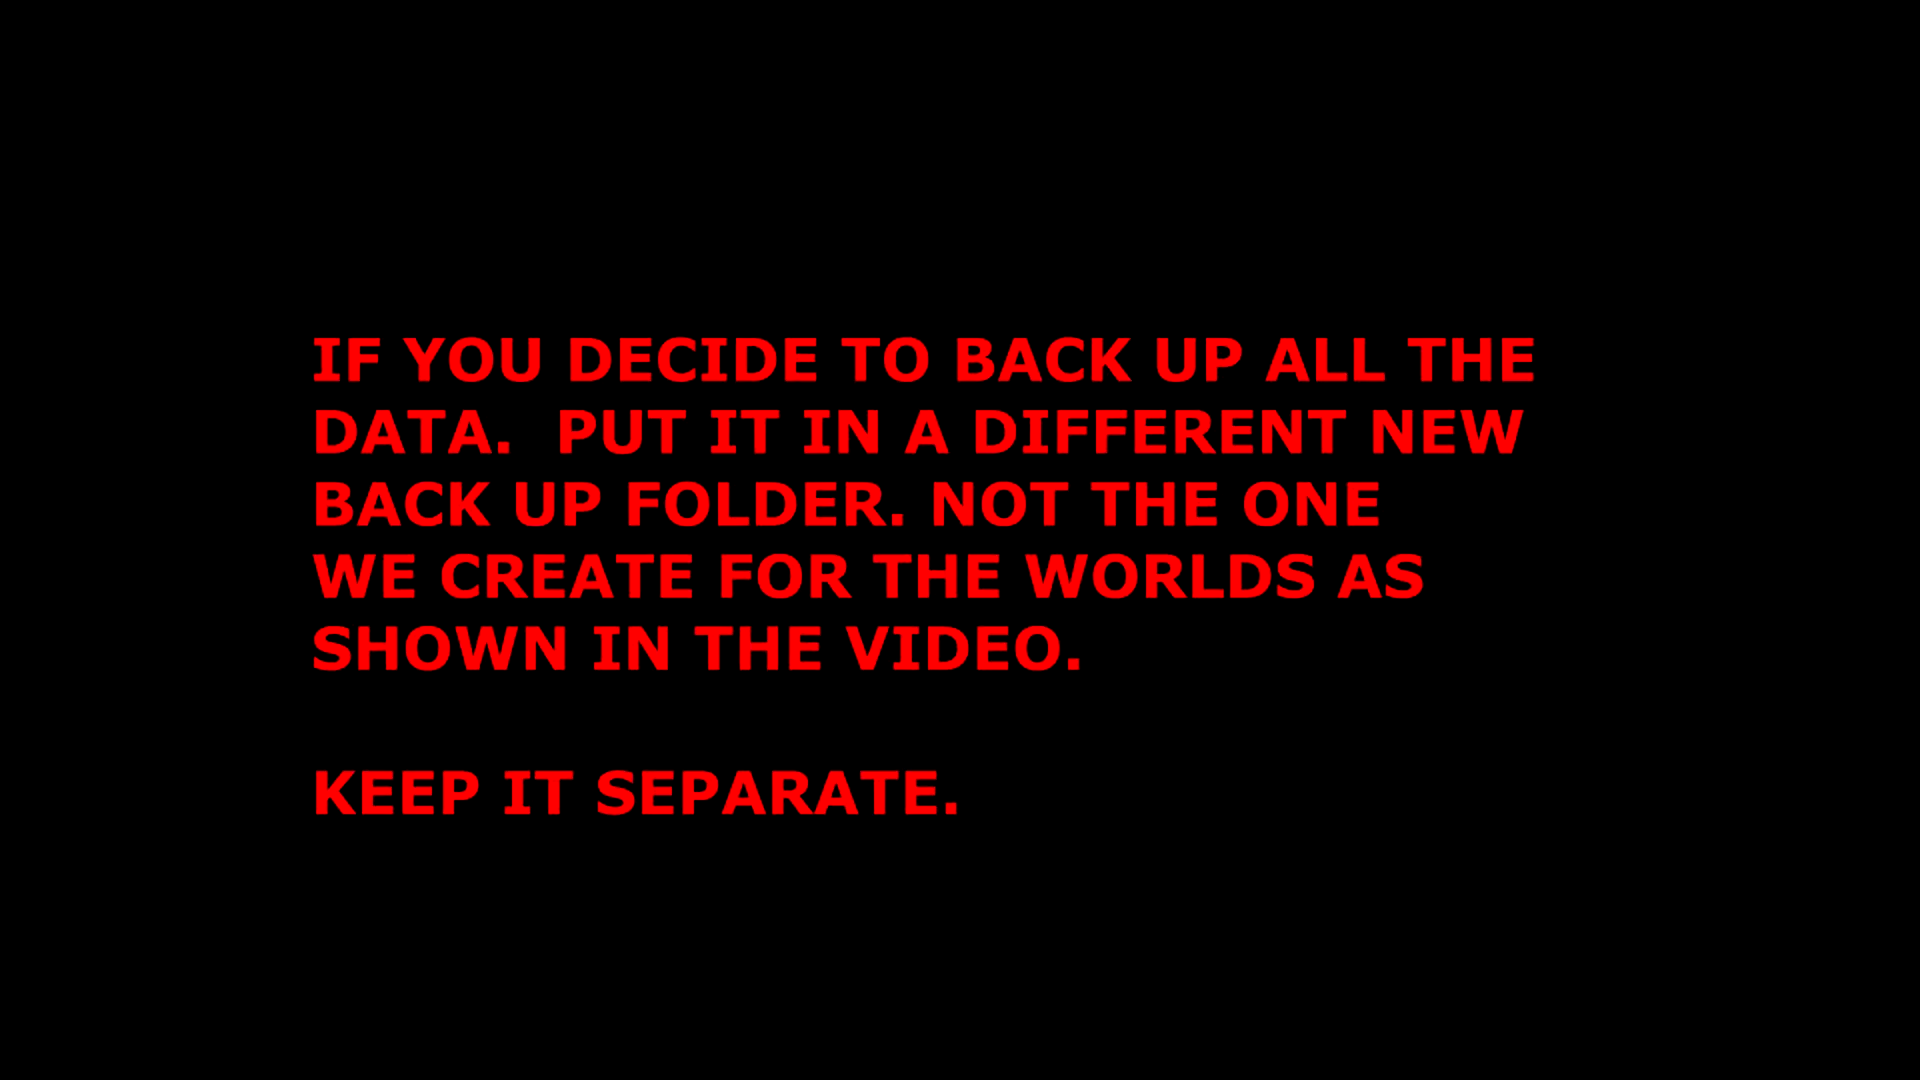 IF YOU DECIDE TO BACK UP ALL THE
DATA.  PUT IT IN A DIFFERENT NEW
BACK UP FOLDER. NOT THE ONE
WE CREATE FOR THE WORLDS AS
SHOWN IN THE VIDEO.
KEEP IT SEPARATE.